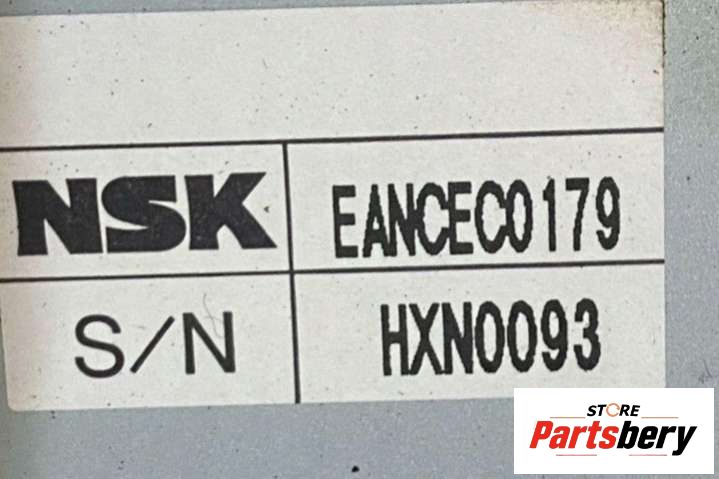 NSK EANCEC0179
S/N HXN0093
STORE
Partsbery